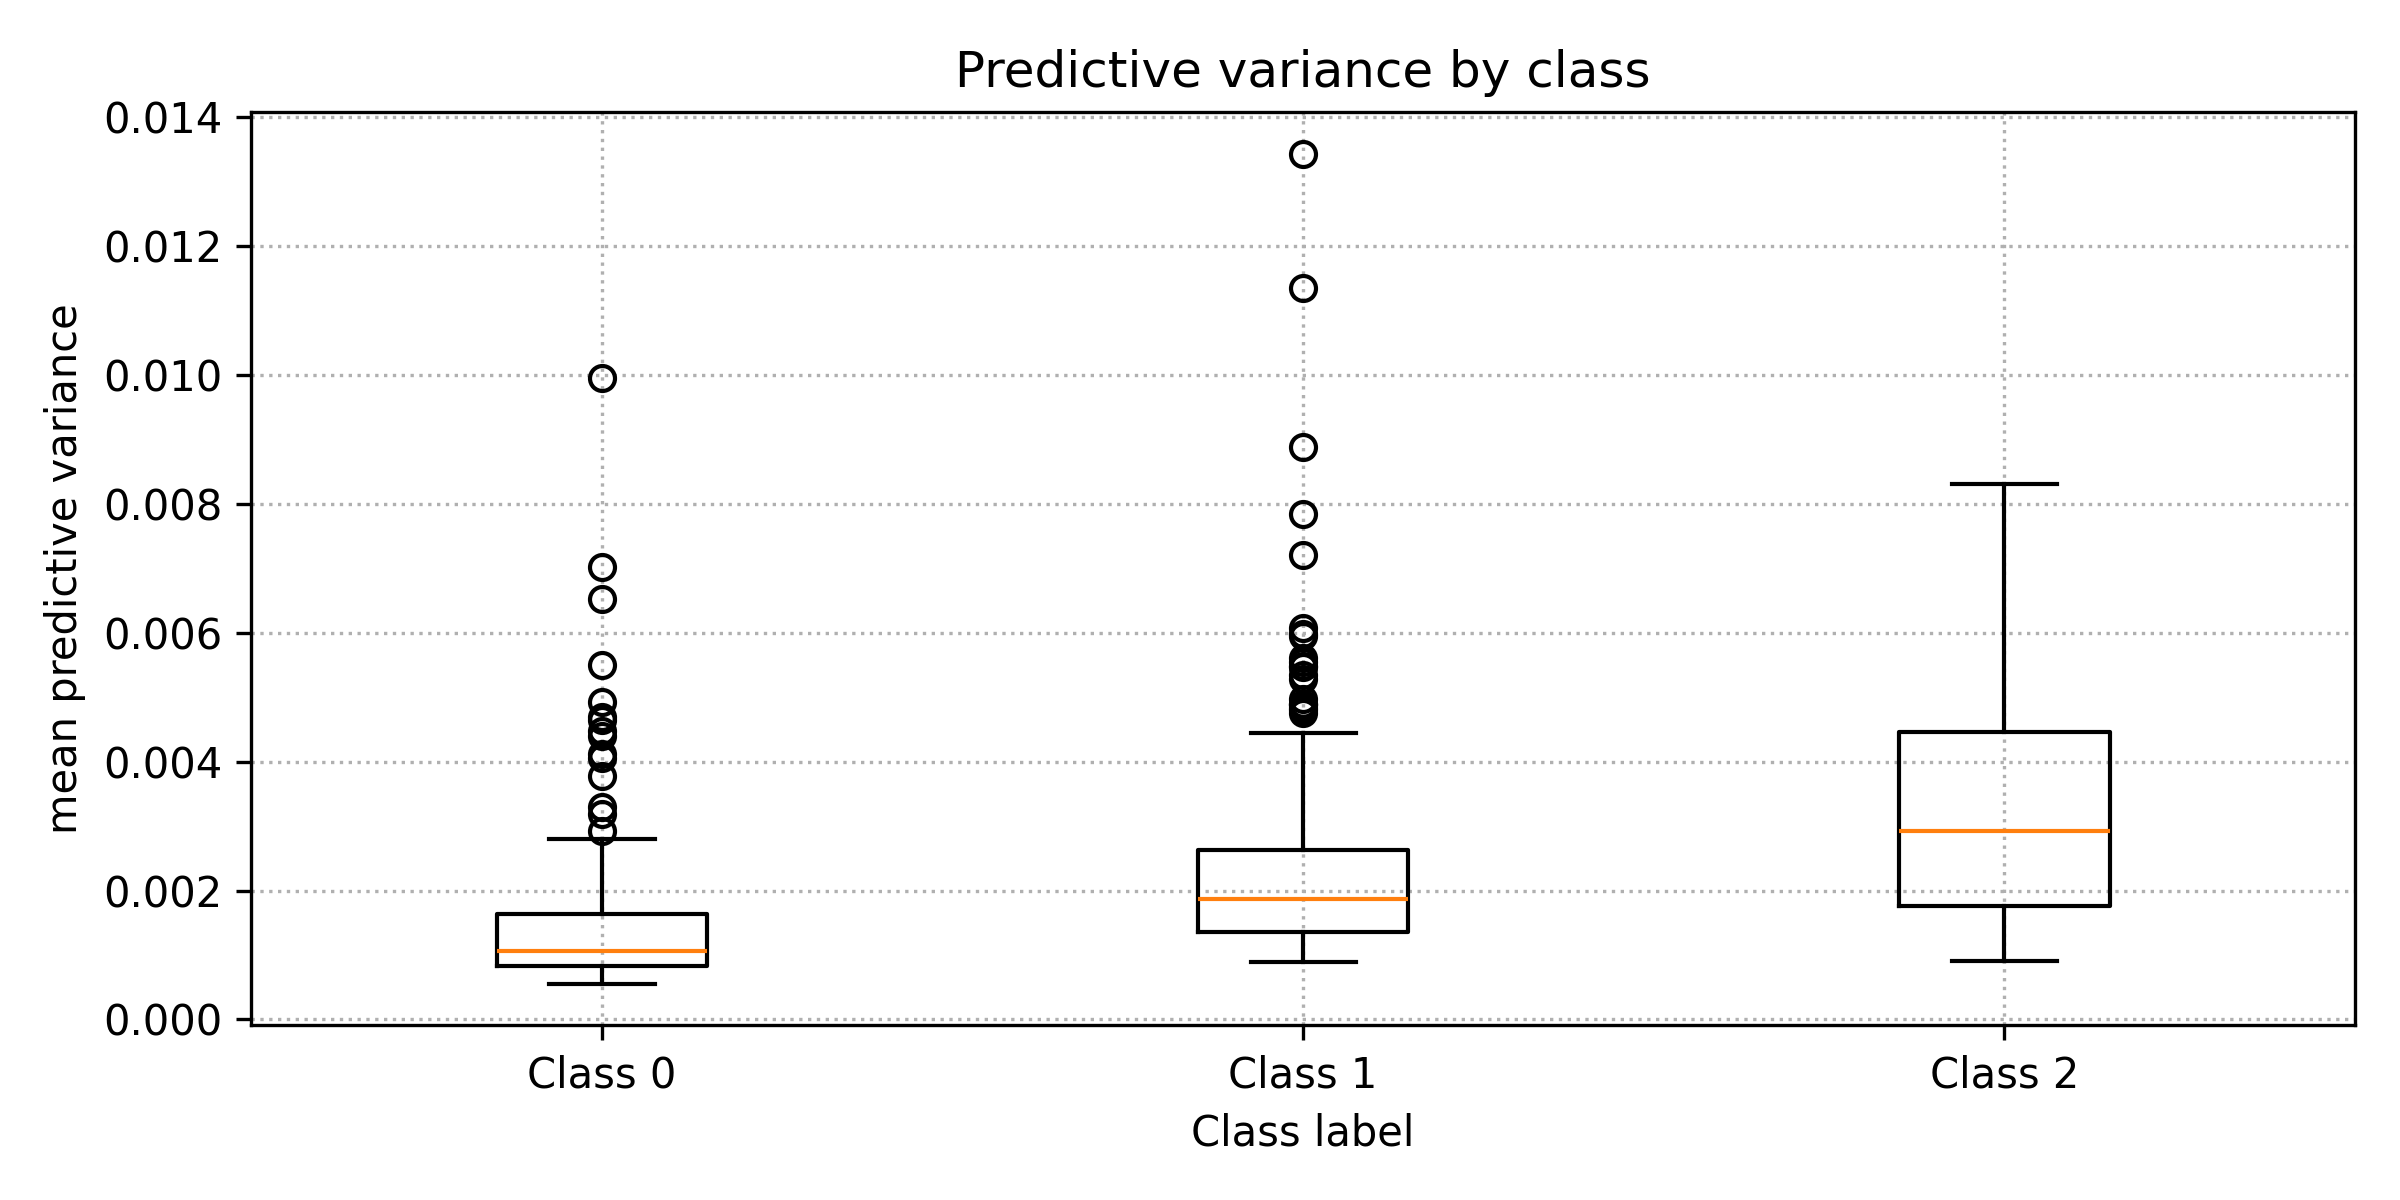 Predictive variance by class
0.014
0.012
0.010
0.008
0.006
0.004
0.002
0.000
mean predictive variance
Class 0
Class 1
Class 2
Class label